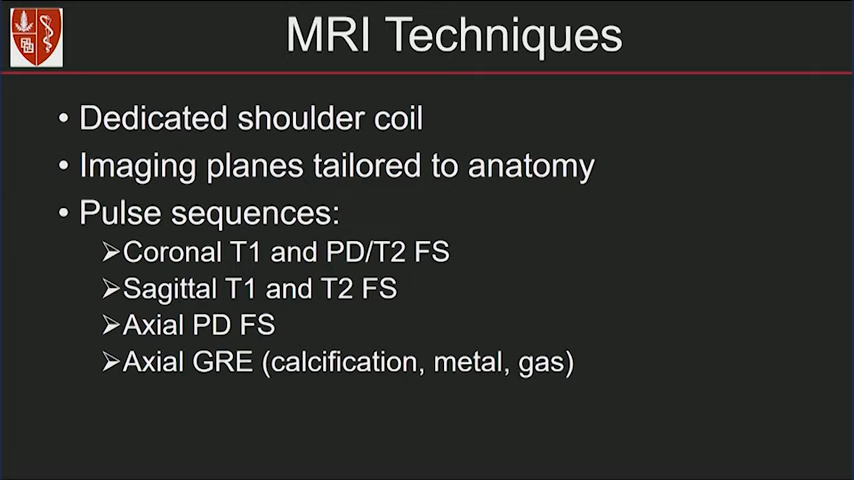 MRI Techniques
• Dedicated shoulder coil
• Imaging planes tailored to anatomy
• Pulse sequences:
➢Coronal T1 and PD/T2 FS
➢Sagittal T1 and T2 FS
➢Axial PD FS
➢Axial GRE (calcification, metal, gas)